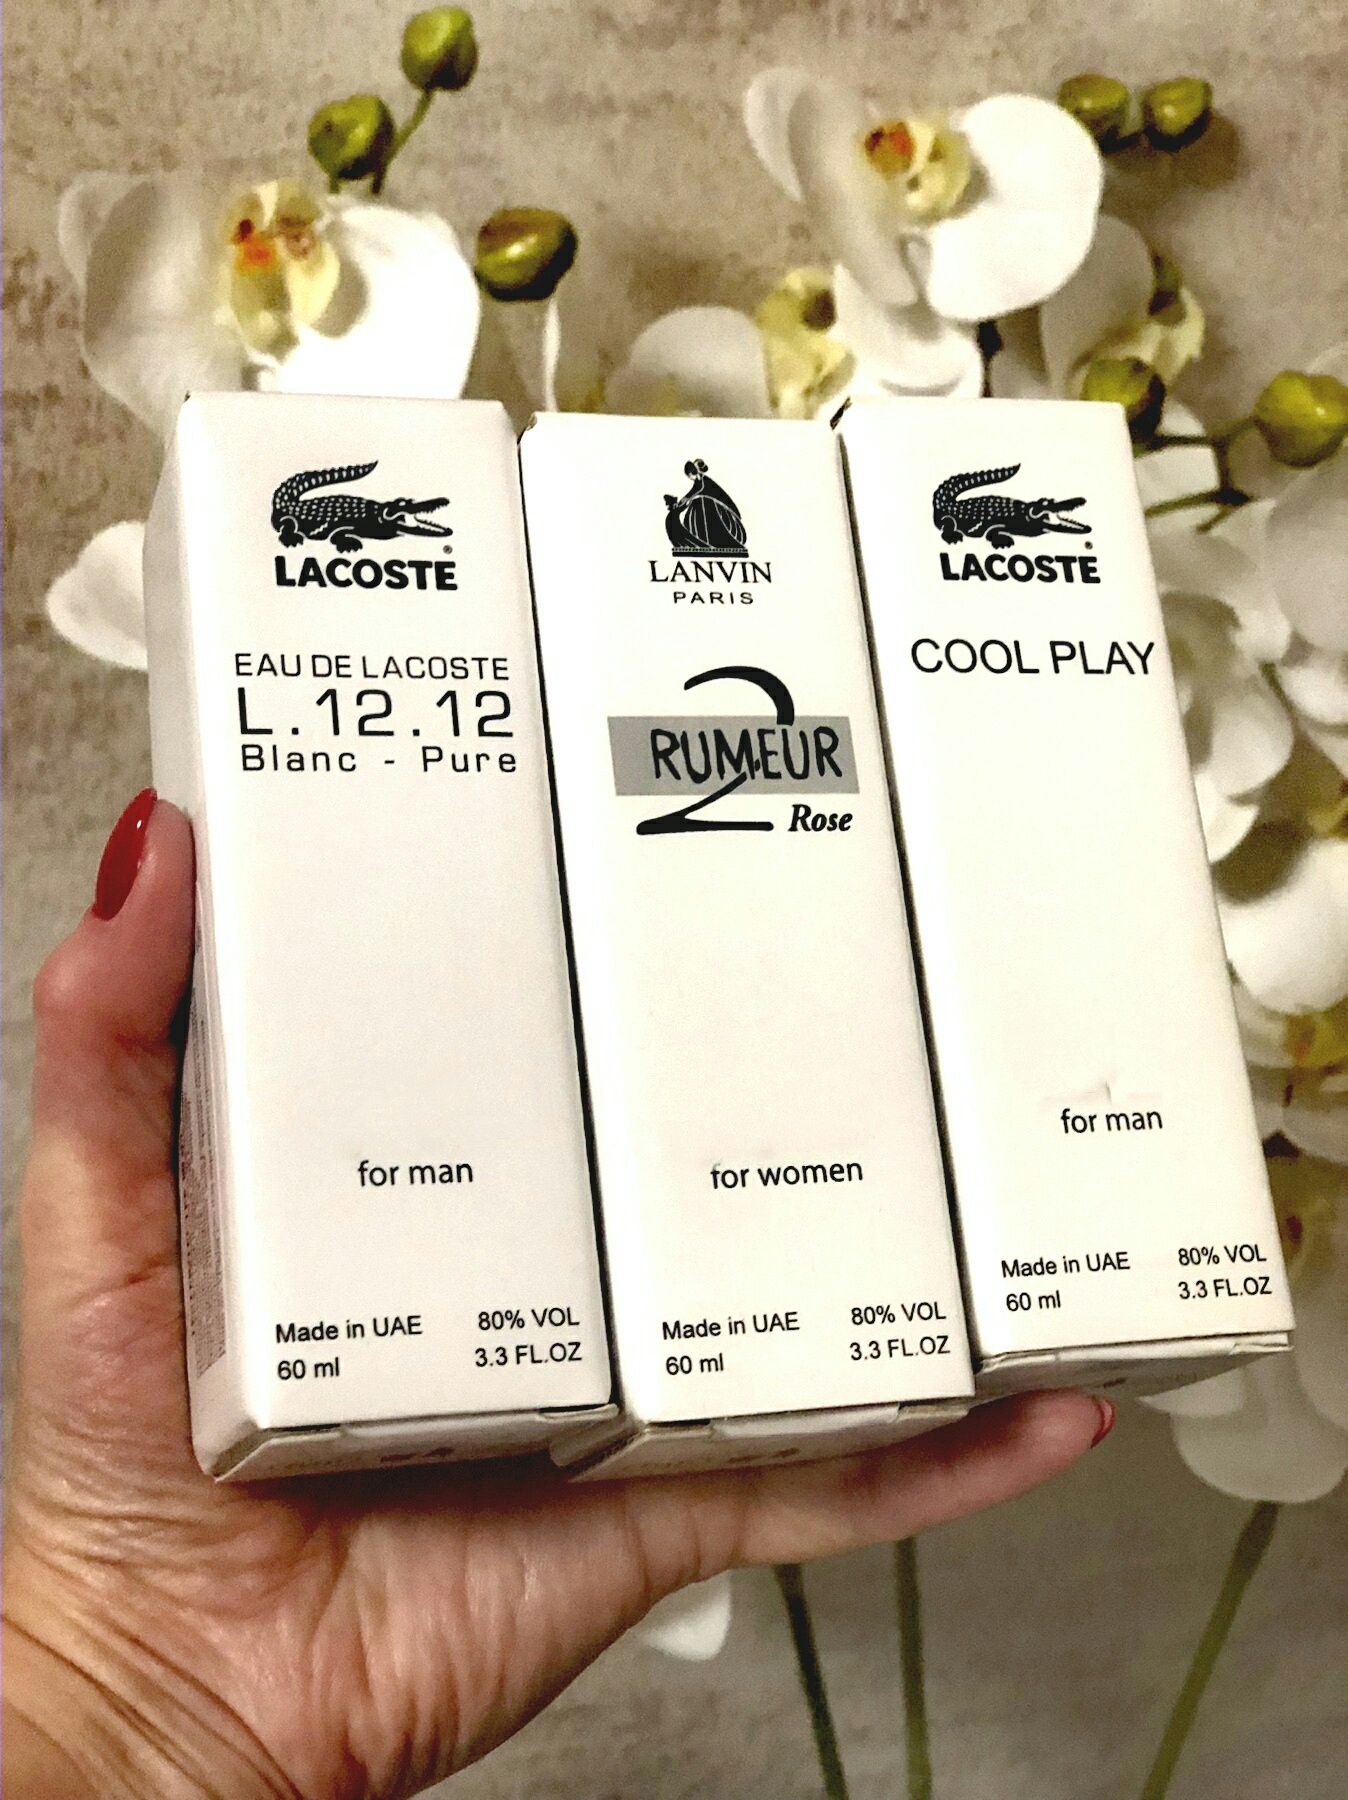 LACOSTE
EAU DE LACOSTE
L.12.12
Blanc - Pure
for man
Made in UAE 80% VOL
60 ml 3.3 FL.OZ
LANVIN
PARIS
2
RUMEUR
Rose
for women
Made in UAE 80% VOL
60 ml 3.3 FL.OZ
LACOSTE
COOL PLAY
for man
Made in UAE 80% VOL
60 ml 3.3 FL.OZ